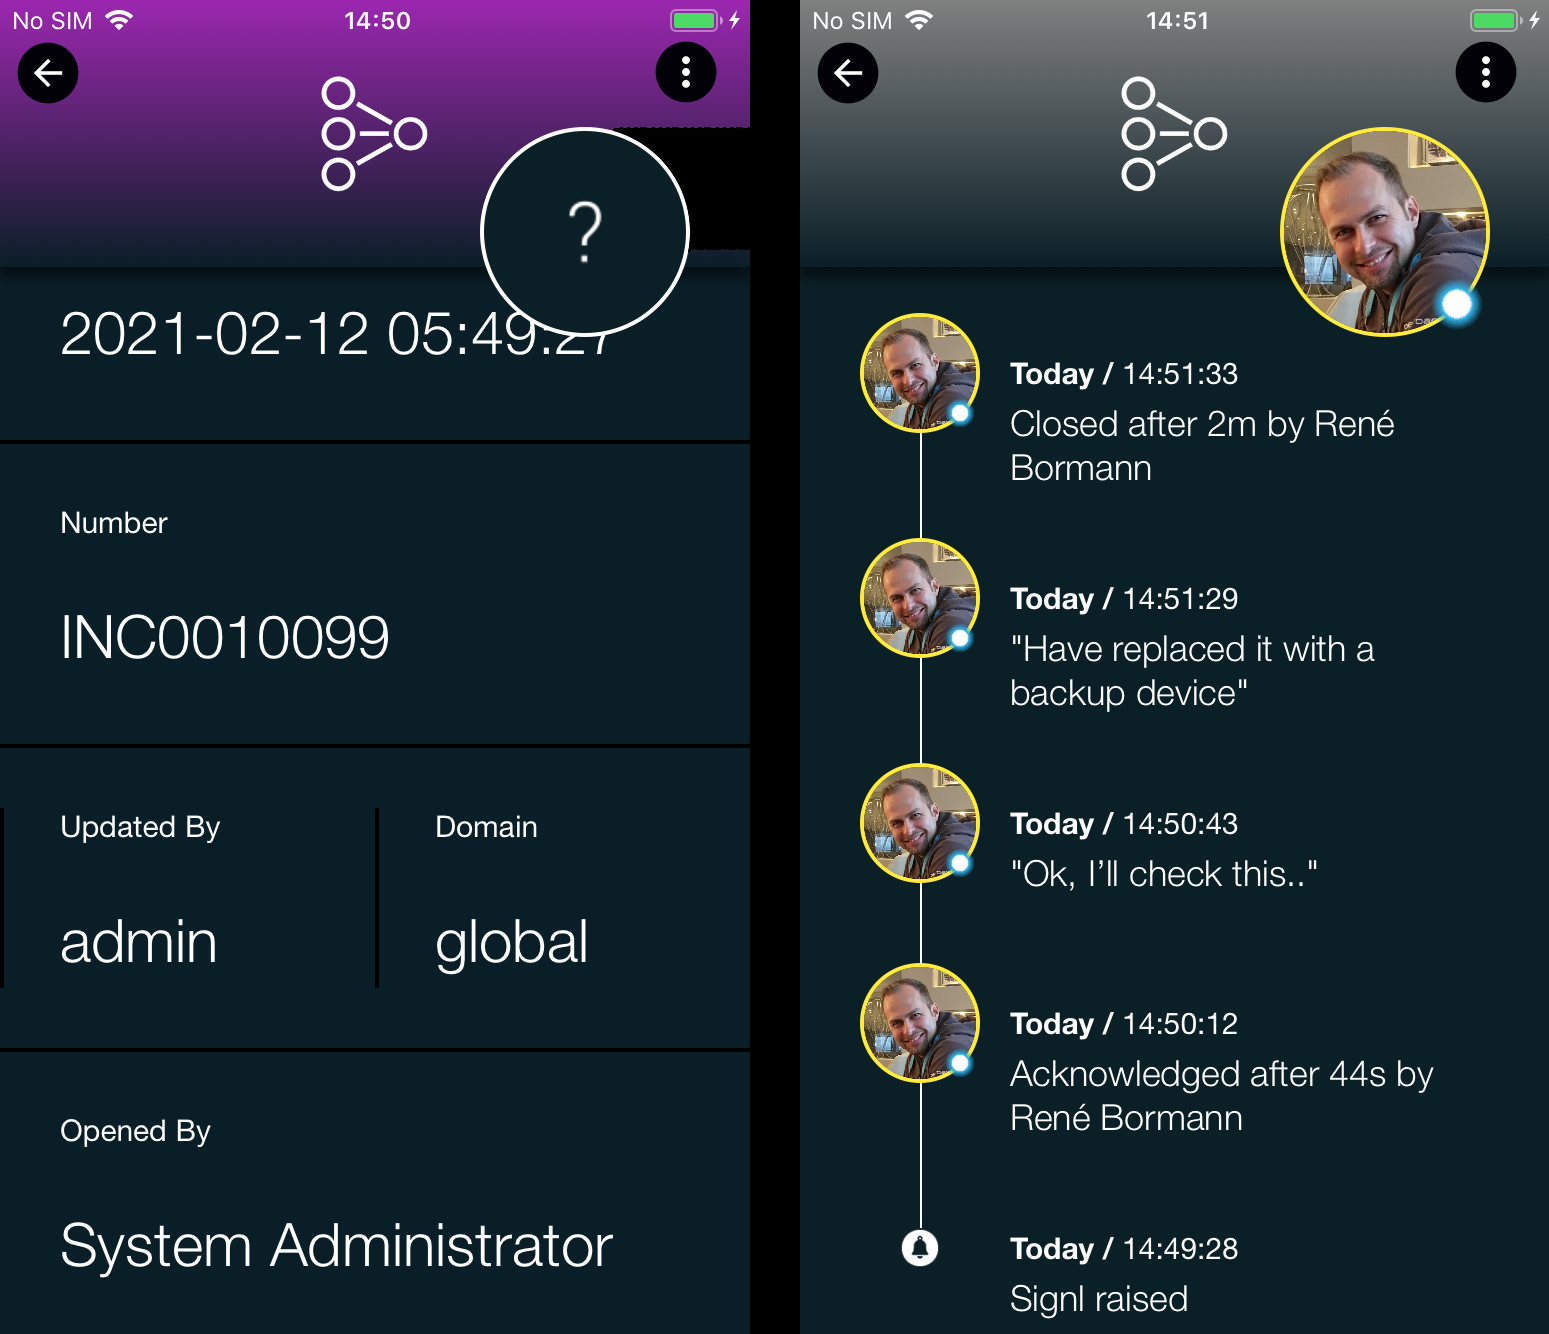 No SIM 14:50
?
2021-02-12 05:49:27
Number
INC0010099
Updated By
admin
Domain
global
Opened By
System Administrator
No SIM 14:51
Today / 14:51:33
Closed after 2m by René
Bormann
Today / 14:51:29
"Have replaced it with a
backup device"
Today / 14:50:43
"Ok, I’ll check this.."
Today / 14:50:12
Acknowledged after 44s by
René Bormann
Today / 14:49:28
Signl raised